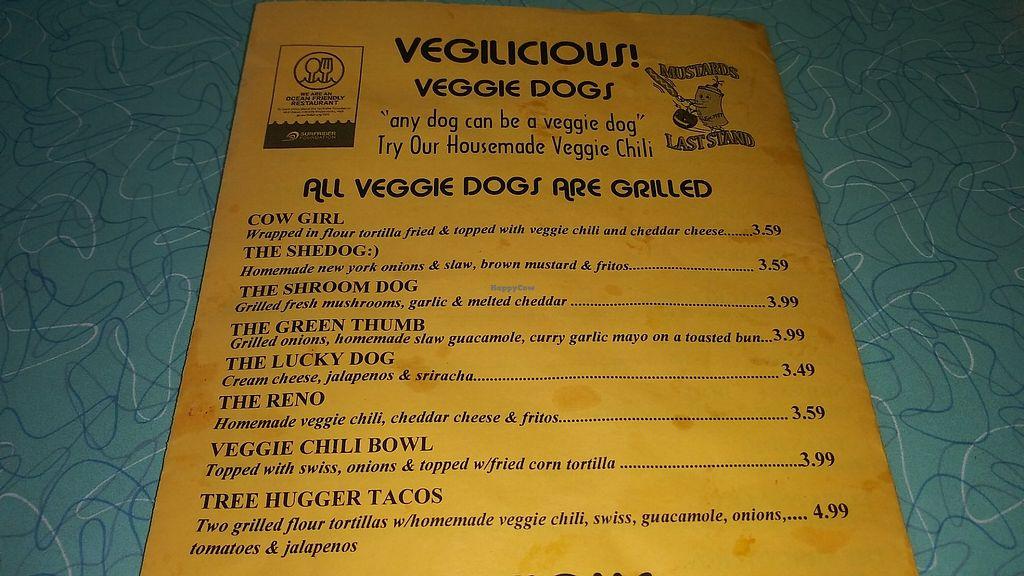 VEGILICIOUS!
VEGGIE DOGS
"any dog can be a veggie dog"
Try Our Housemade Veggie Chili
WE ARE AN
OCEAN FRIENDLY
RESTAURANT
SURFRIDER
FOUNDATION
MUSTARDS
LAST STAND
ALL VEGGIE DOGS ARE GRILLED
COW GIRL
Wrapped in flour tortilla fried & topped with veggie chili and cheddar cheese.......3.59
THE SHEDOG:)
Homemade new york onions & slaw, brown mustard & fritos.................................. 3.59
HappyCow
THE SHROOM DOG
Grilled fresh mushrooms, garlic & melted cheddar ....................................................3.99
THE GREEN THUMB
Grilled onions, homemade slaw guacamole, curry garlic mayo on a toasted bun...3.99
THE LUCKY DOG
Cream cheese, jalapenos & sriracha............................................................................ 3.49
THE RENO
Homemade veggie chili, cheddar cheese & fritos......................................................... 3.59
VEGGIE CHILI BOWL
Topped with swiss, onions & topped w/fried corn tortilla ........................................3.99
TREE HUGGER TACOS
Two grilled flour tortillas w/homemade veggie chili, swiss, guacamole, onions,.... 4.99
tomatoes & jalapenos